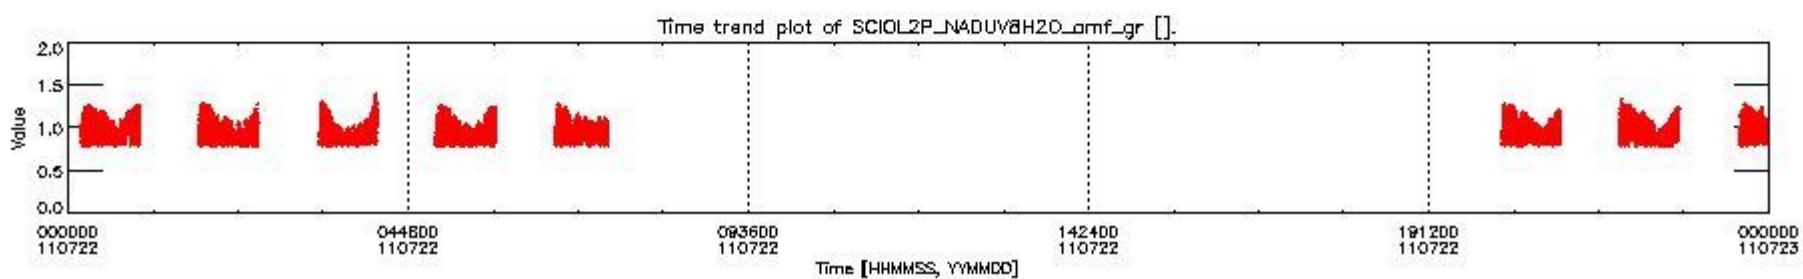 Time trend plot of SCIOL2P_NADUV8H2O_amf_gr [].
2.0
1.5
1.0
0.5
0.0
Value
000000 044800 093600 142400 191200 000000
110722 110722 110722 110722 110722 110723
Time [HHMMSS, YYMMDD]